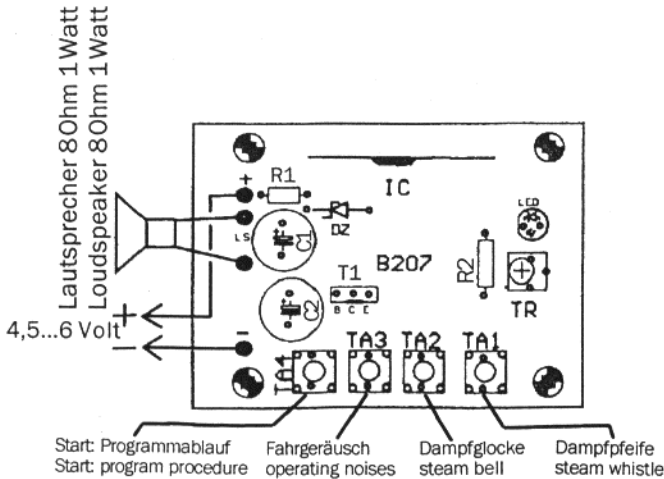 Lautsprecher 8Ohm 1Watt
Loudspeaker 8Ohm 1Watt
+
R1
IC
LED
LS
C1
DZ
B207
R2
T1
B C E
C2
TR
+
4,5...6 Volt
−
−
TA4
TA3
TA2
TA1
Start: Programmablauf
Start: program procedure
Fahrgeräusch
operating noises
Dampfglocke
steam bell
Dampfpfeife
steam whistle